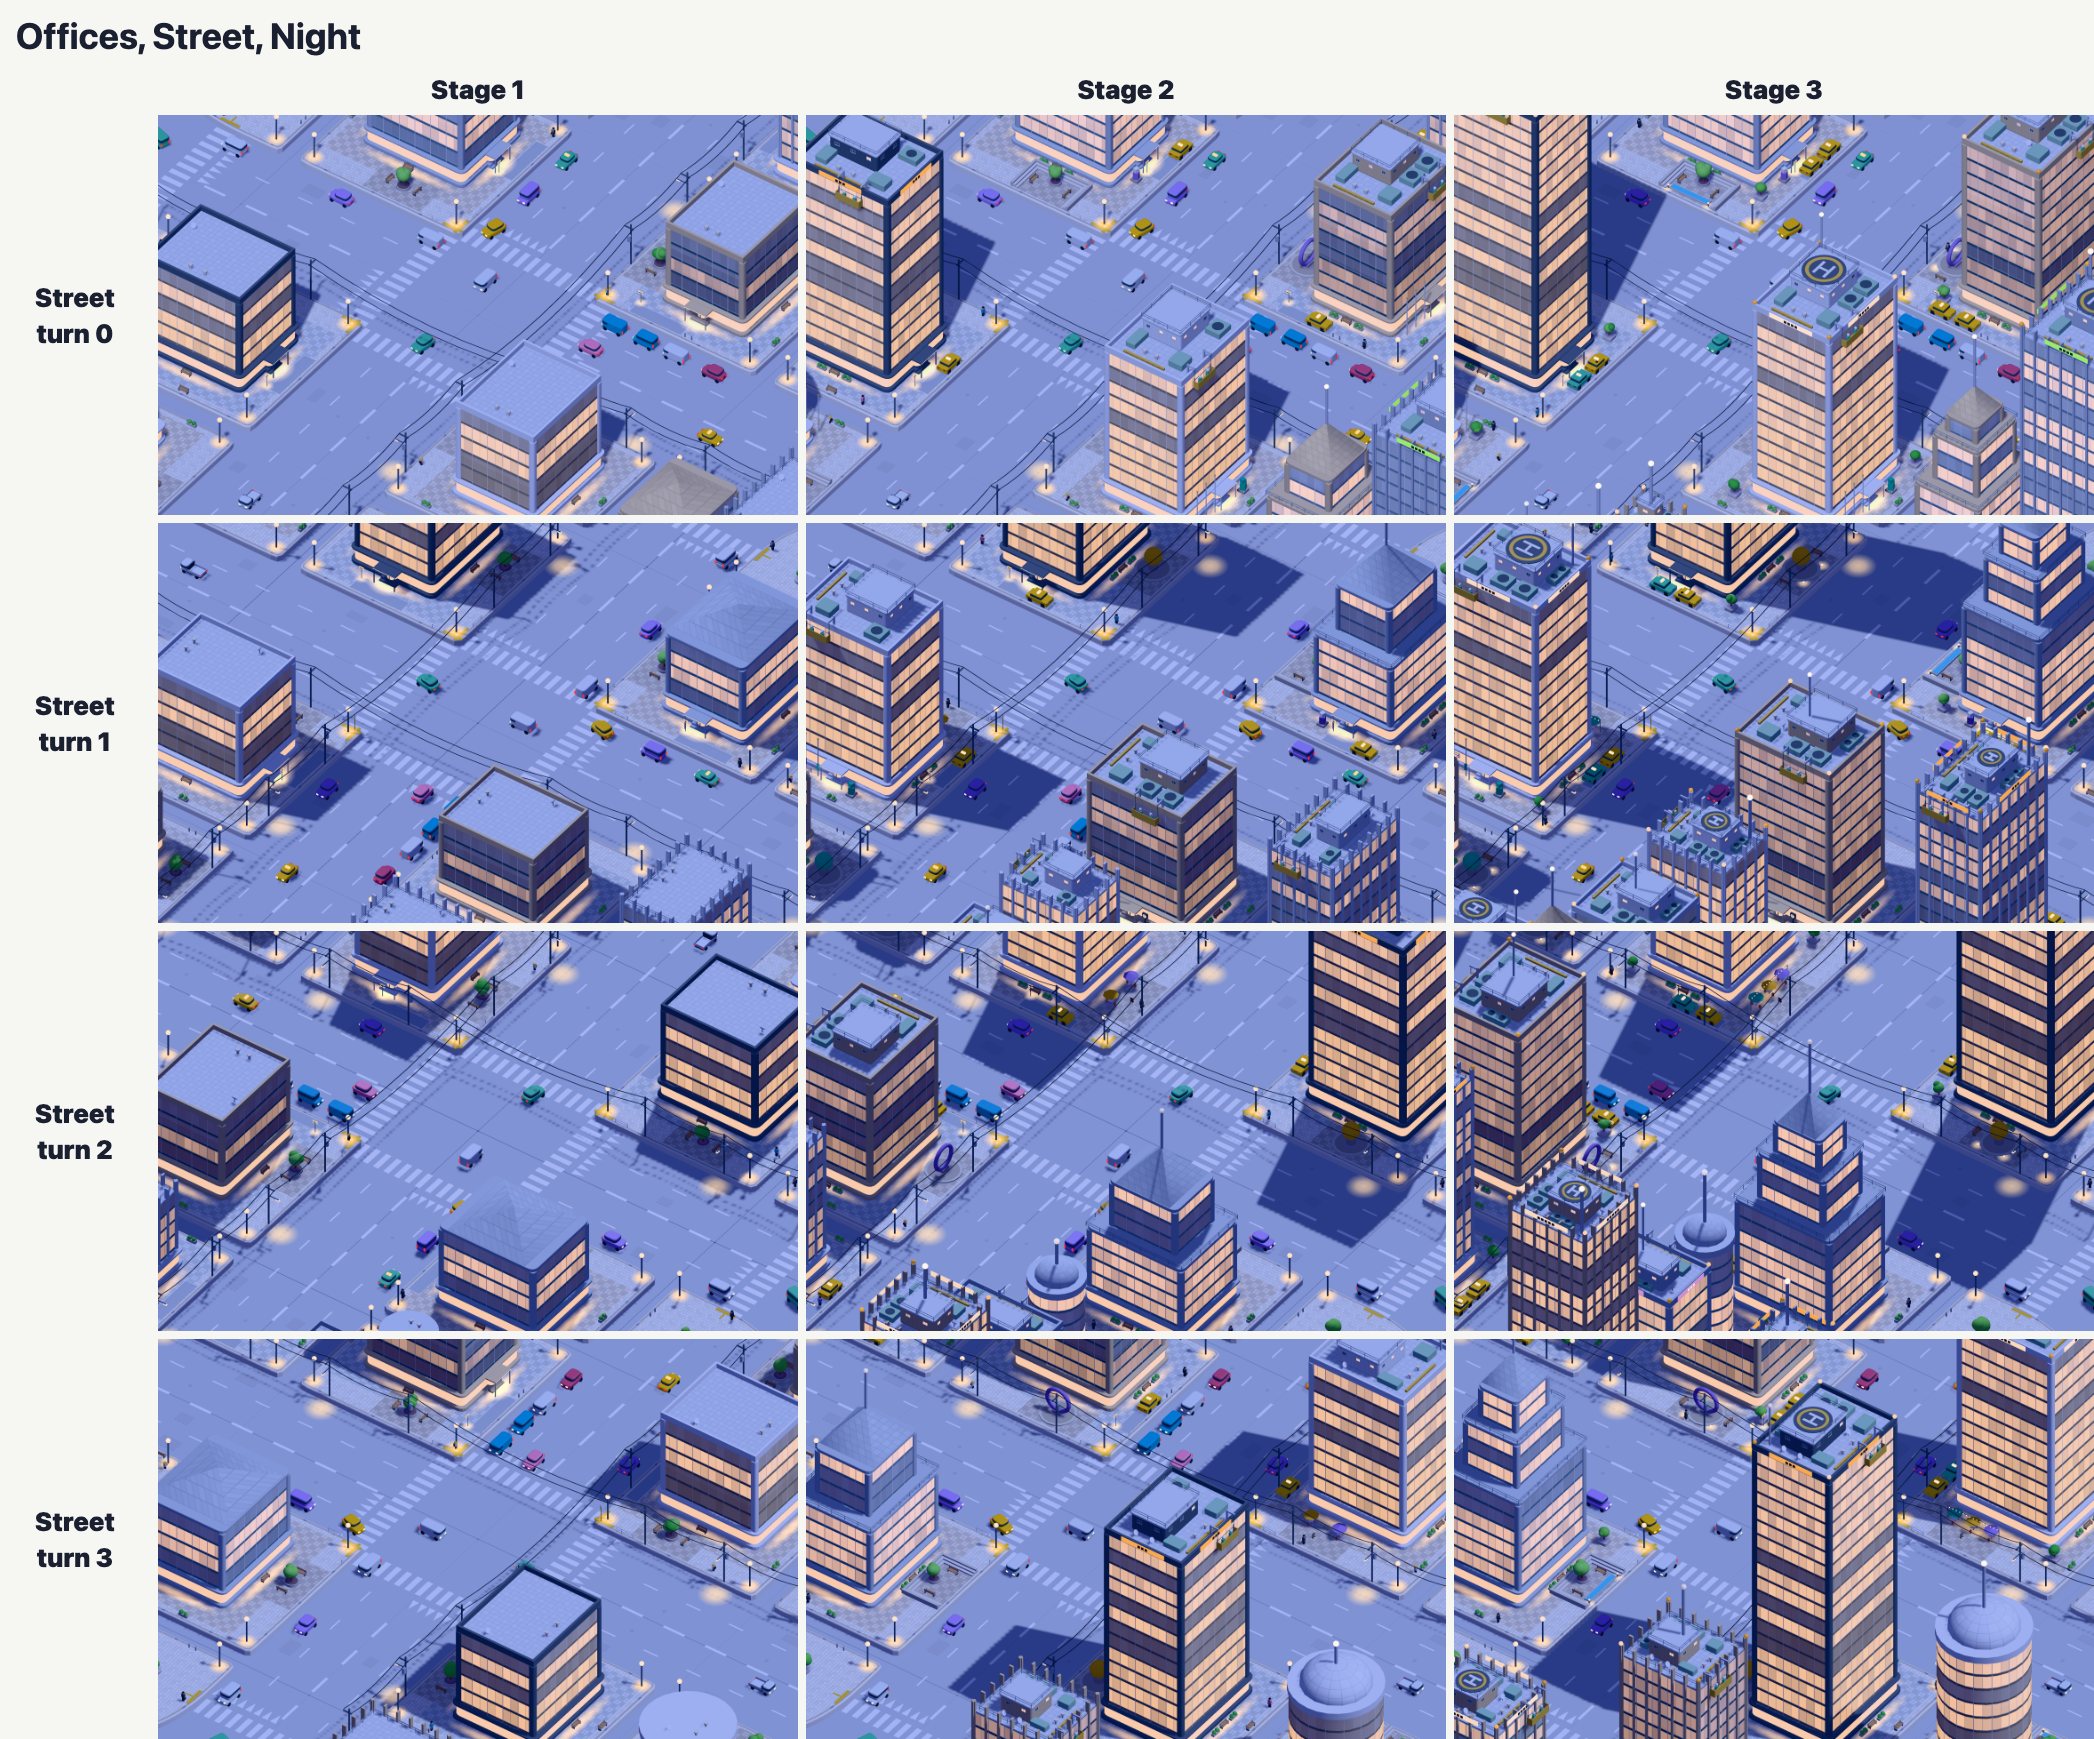 Offices, Street, Night
Stage 1
Stage 2
Stage 3
Street
turn 0
H
H
Street
turn 1
H
H
H
H
Street
turn 2
H
Street
turn 3
H
H